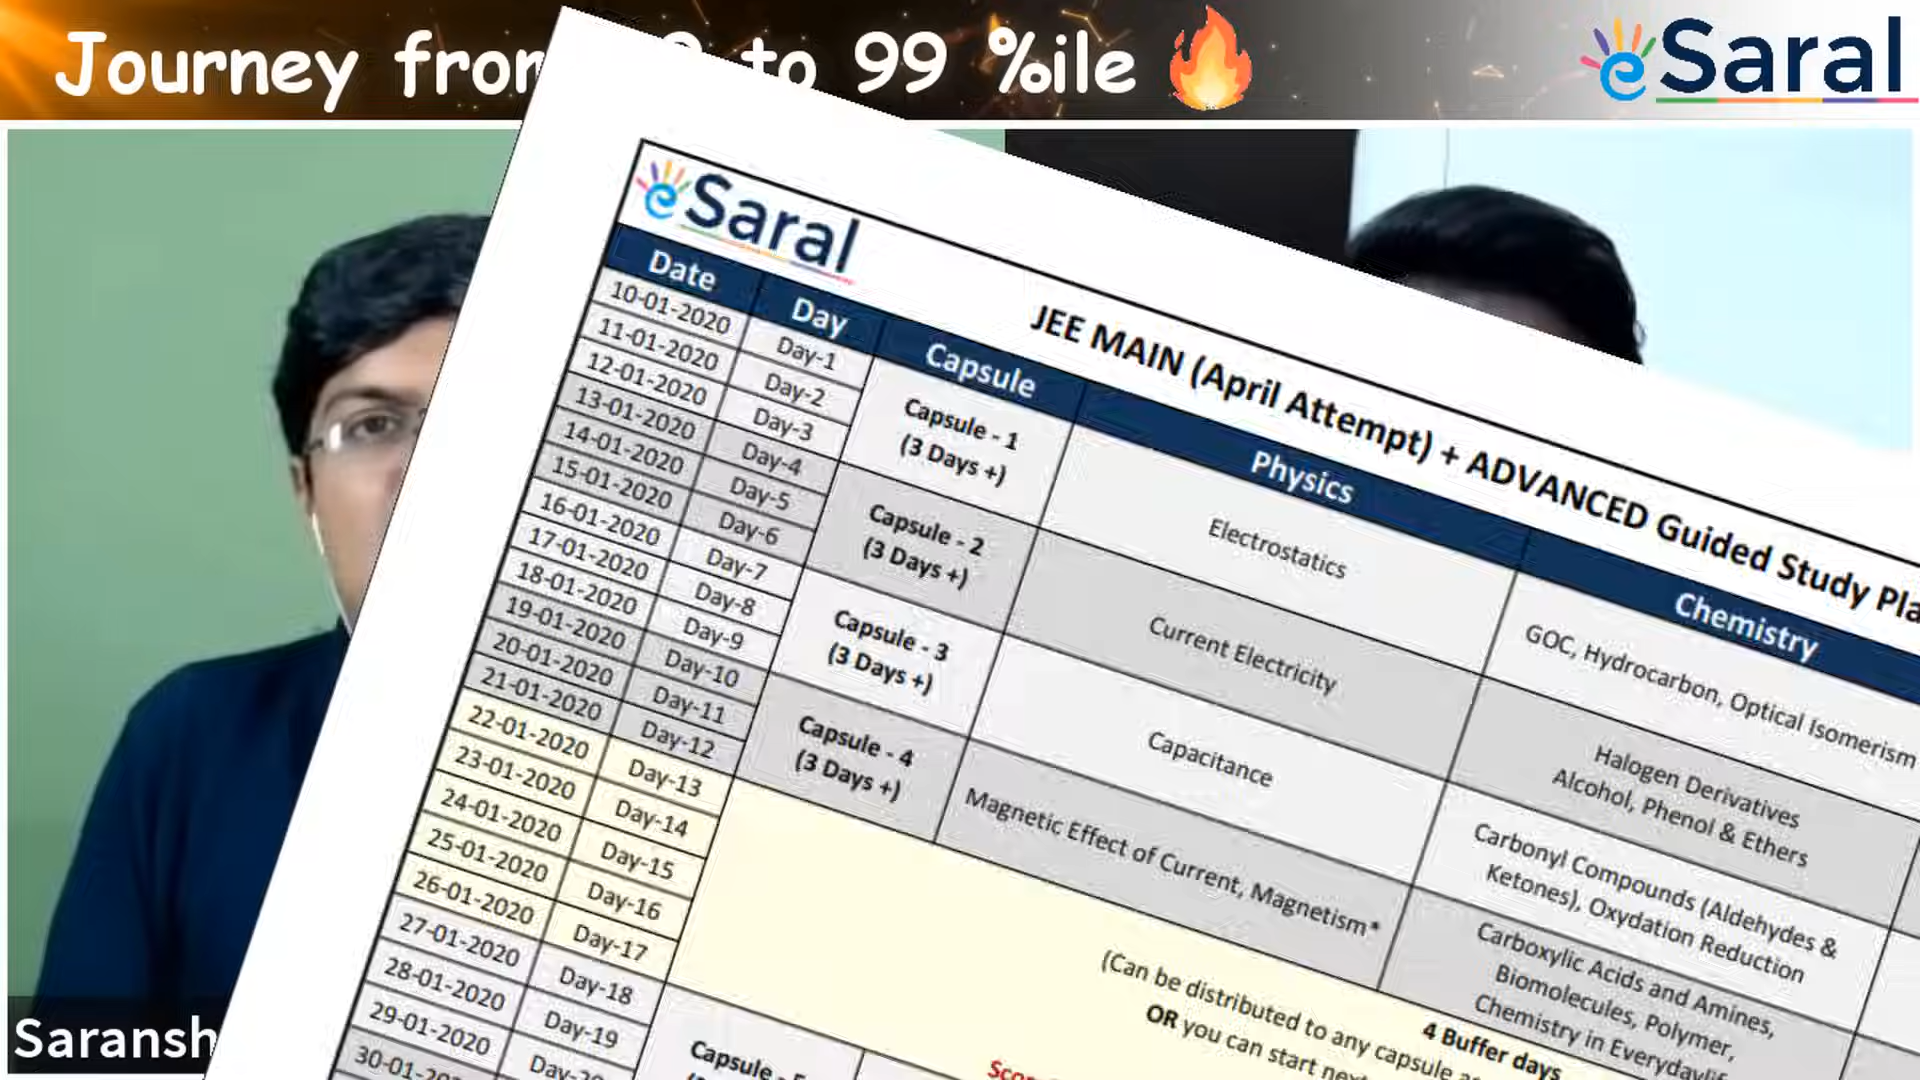 Journey from to 99 %ile
eSaral
eSaral
JEE MAIN (April Attempt) + ADVANCED Guided Study
Date
Day
Capsule
Physics
Chemistry
10-01-2020
Day-1
11-01-2020
Day-2
12-01-2020
Day-3
Capsule - 1
(3 Days +)
Electrostatics
GOC, Hydrocarbon, Optical Isomerism
13-01-2020
Day-4
14-01-2020
Day-5
15-01-2020
Day-6
Capsule - 2
(3 Days +)
Current Electricity
Halogen Derivatives
Alcohol, Phenol & Ethers
16-01-2020
Day-7
17-01-2020
Day-8
18-01-2020
Day-9
Capsule - 3
(3 Days +)
Capacitance
Carbonyl Compounds (Aldehydes &
Ketones), Oxydation Reduction
19-01-2020
Day-10
20-01-2020
Day-11
21-01-2020
Day-12
Capsule - 4
(3 Days +)
Magnetic Effect of Current, Magnetism*
Carboxylic Acids and Amines,
Biomolecules, Polymer,
Chemistry in
22-01-2020
Day-13
23-01-2020
Day-14
24-01-2020
Day-15
25-01-2020
Day-16
26-01-2020
Day-17
4 Buffer days
(Can be distributed to any capsule
OR you can start
27-01-2020
Day-18
28-01-2020
Day-19
29-01-2020
Capsule -
Saransh